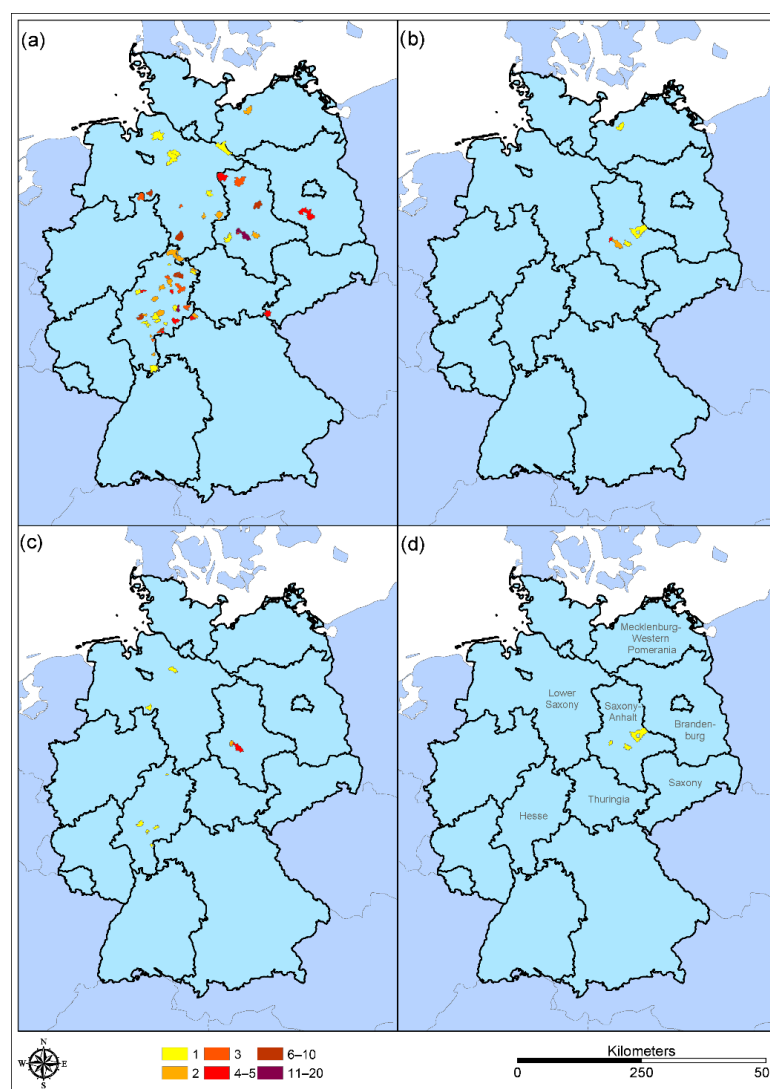 (a)
(b)
(c)
(d)
Mecklenburg-
Western
Pomerania
Lower
Saxony
Saxony-
Anhalt
Branden-
burg
Saxony
Thuringia
Hesse
N
W
E
S
1
3
6–10
2
4–5
11–20
Kilometers
0
250
50